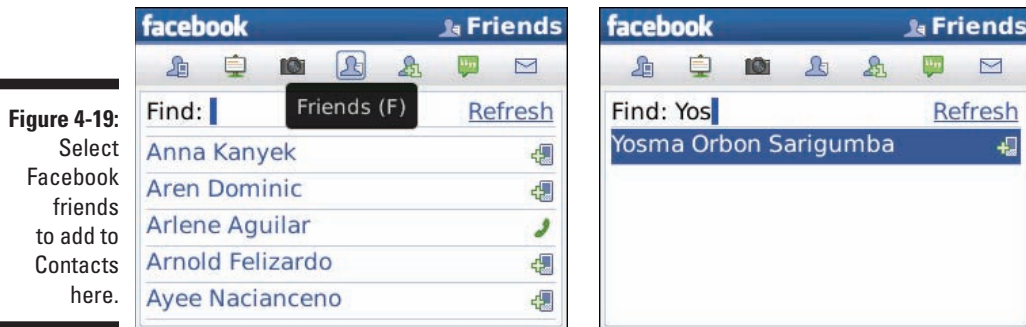 Figure 4-19:
Select
Facebook
friends
to add to
Contacts
here.
facebook Friends
Friends (F)
Find: Refresh
Anna Kanyek
Aren Dominic
Arlene Aguilar
Arnold Felizardo
Ayee Nacianceno
facebook Friends
Find: Yos Refresh
Yosma Orbon Sarigumba